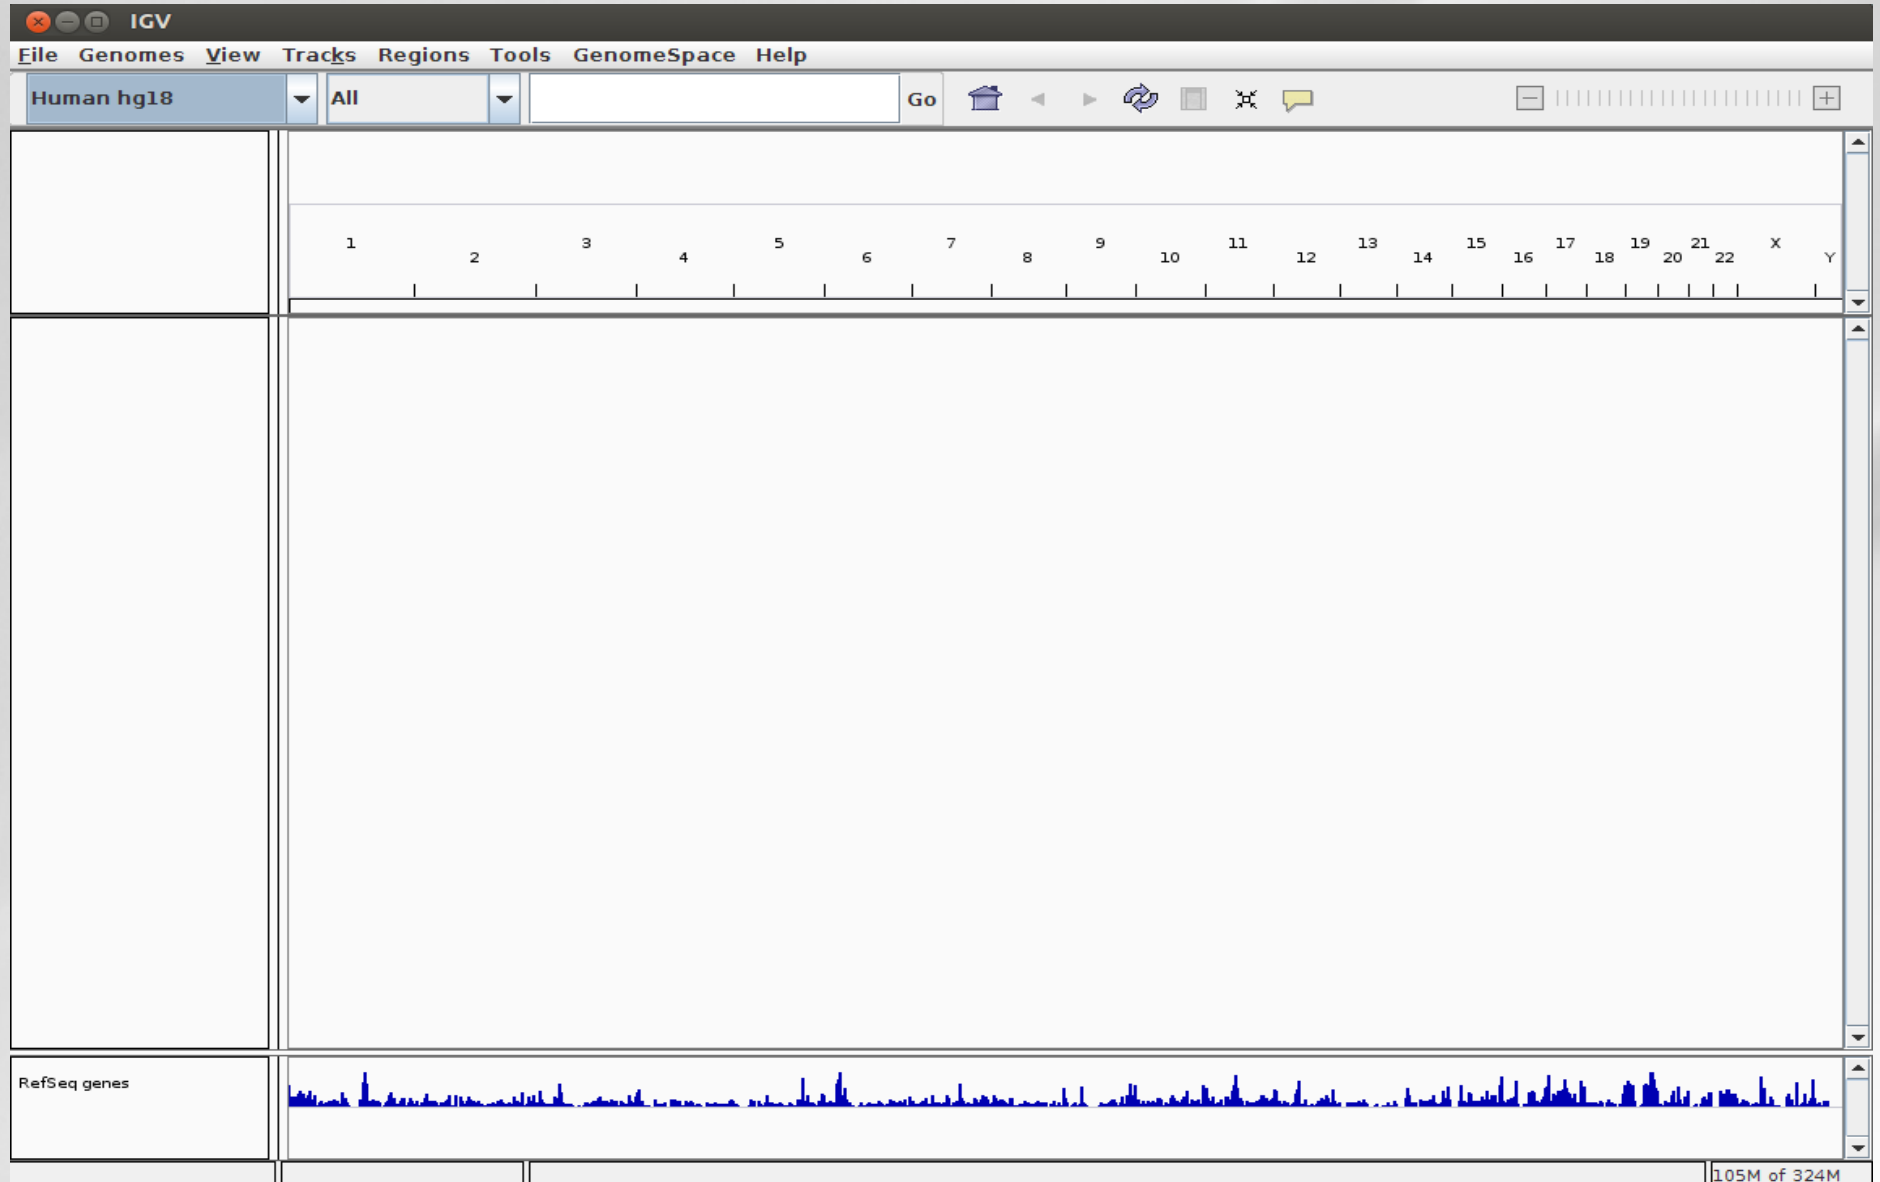 IGV
File Genomes View Tracks Regions Tools GenomeSpace Help
Human hg18 All Go
1 3 5 7 9 11 13 15 17 19 21 X
2 4 6 8 10 12 14 16 18 20 22 Y
RefSeq genes
105M of 324M